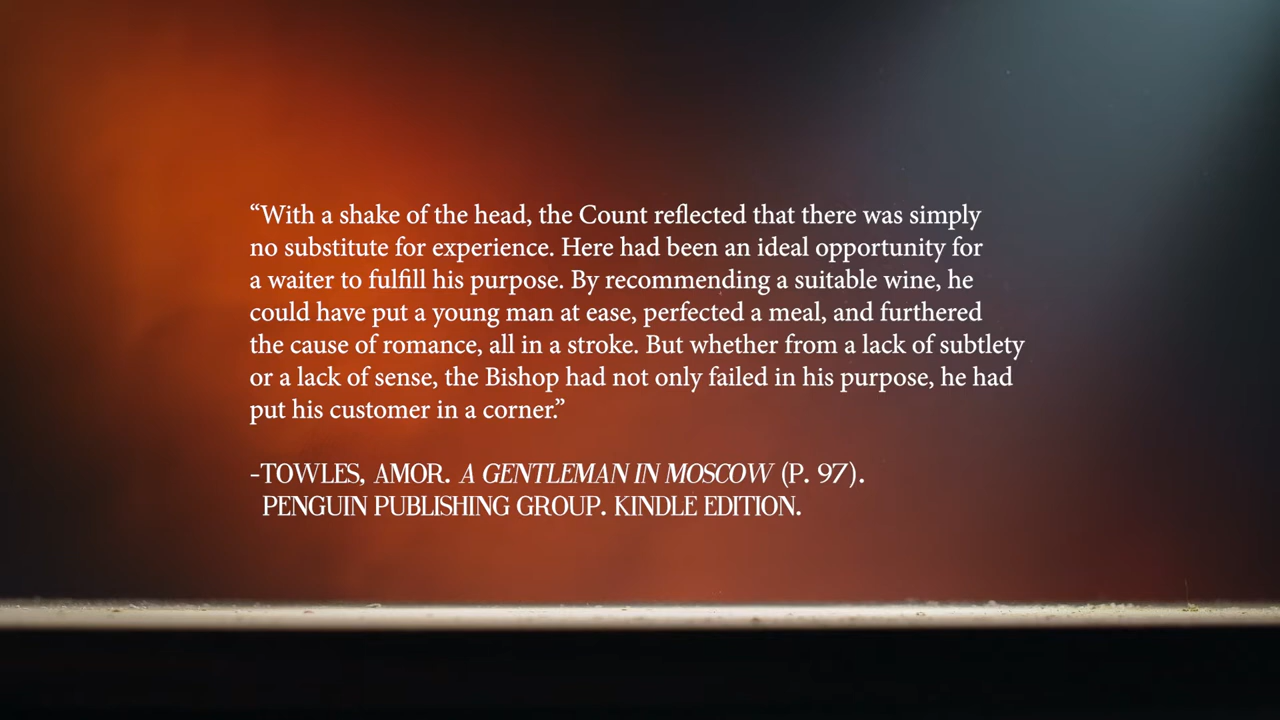 “With a shake of the head, the Count reflected that there was simply
no substitute for experience. Here had been an ideal opportunity for
a waiter to fulfill his purpose. By recommending a suitable wine, he
could have put a young man at ease, perfected a meal, and furthered
the cause of romance, all in a stroke. But whether from a lack of subtlety
or a lack of sense, the Bishop had not only failed in his purpose, he had
put his customer in a corner.”
-TOWLES, AMOR. A GENTLEMAN IN MOSCOW (P. 97).
PENGUIN PUBLISHING GROUP. KINDLE EDITION.